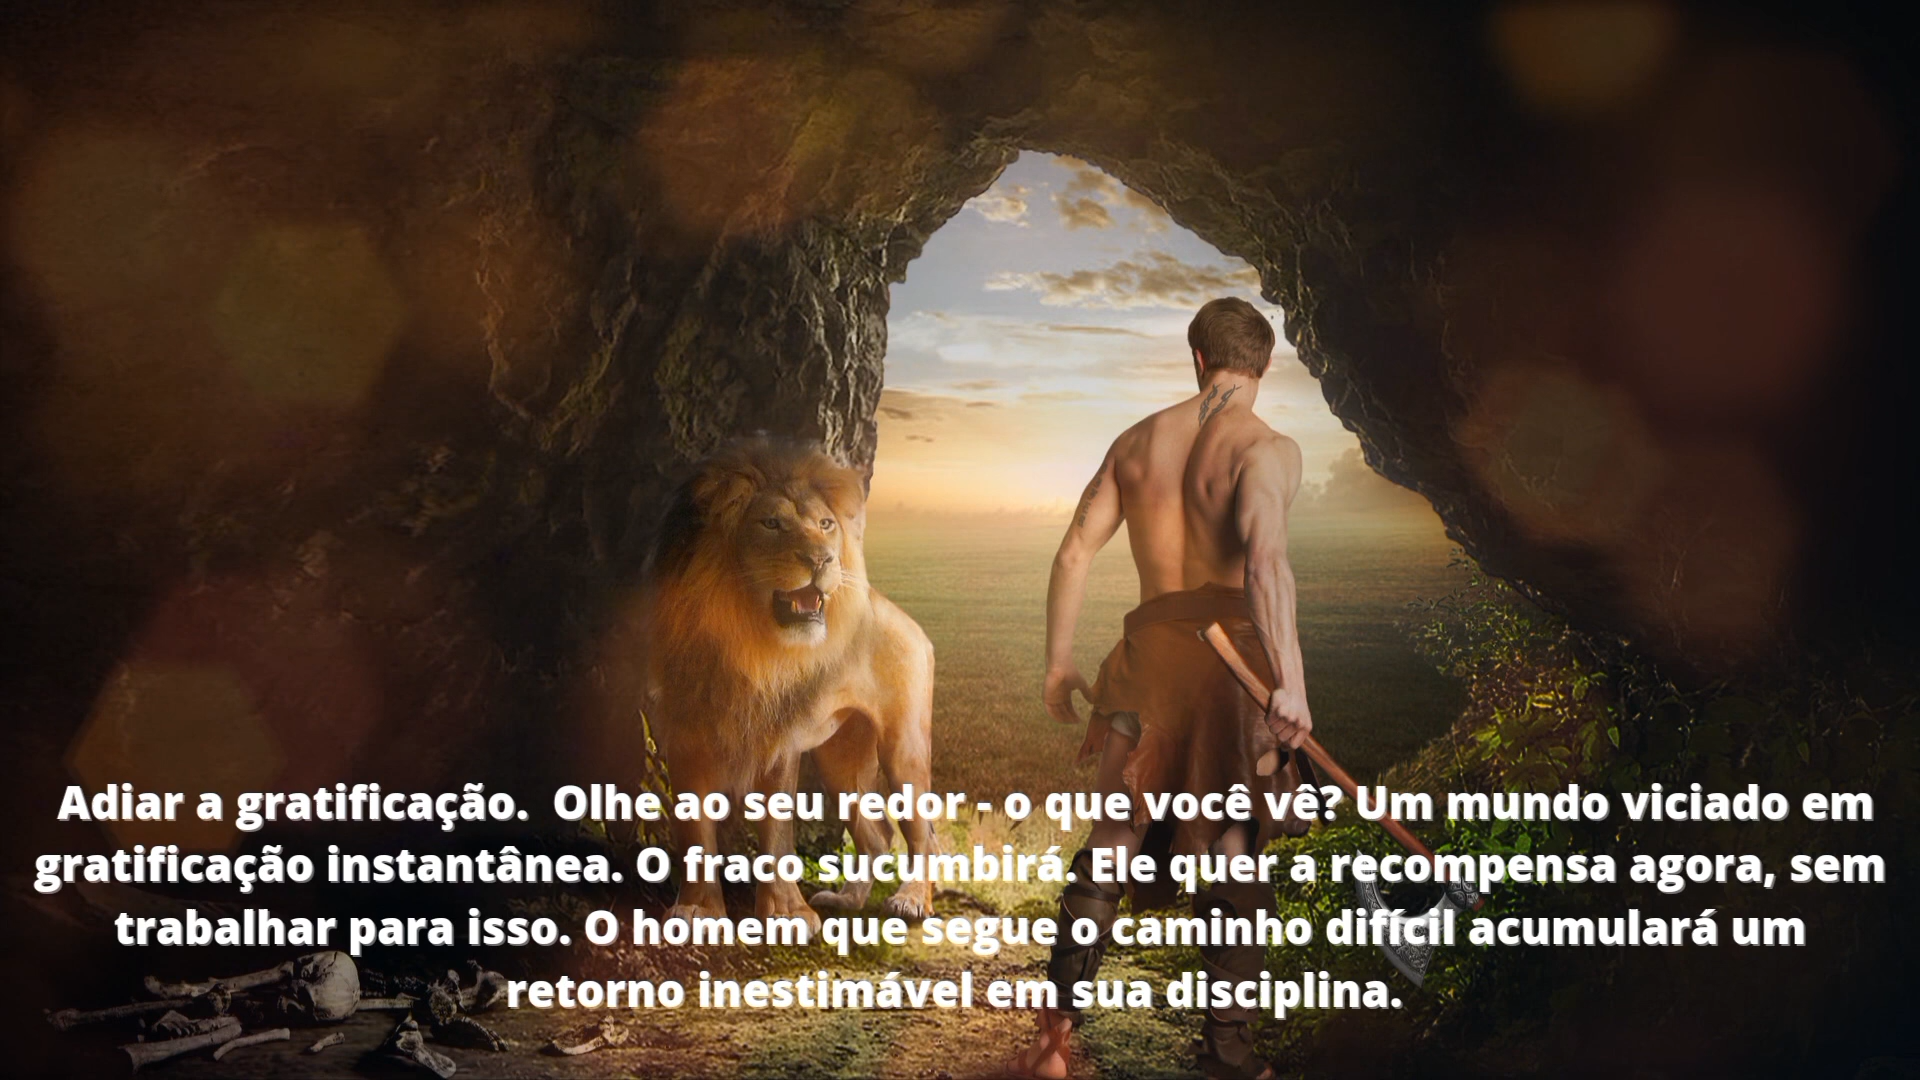 Adiar a gratificação.  Olhe ao seu redor - o que você vê? Um mundo viciado em
gratificação instantânea. O fraco sucumbirá. Ele quer a recompensa agora, sem
trabalhar para isso. O homem que segue o caminho difícil acumulará um
retorno inestimável em sua disciplina.